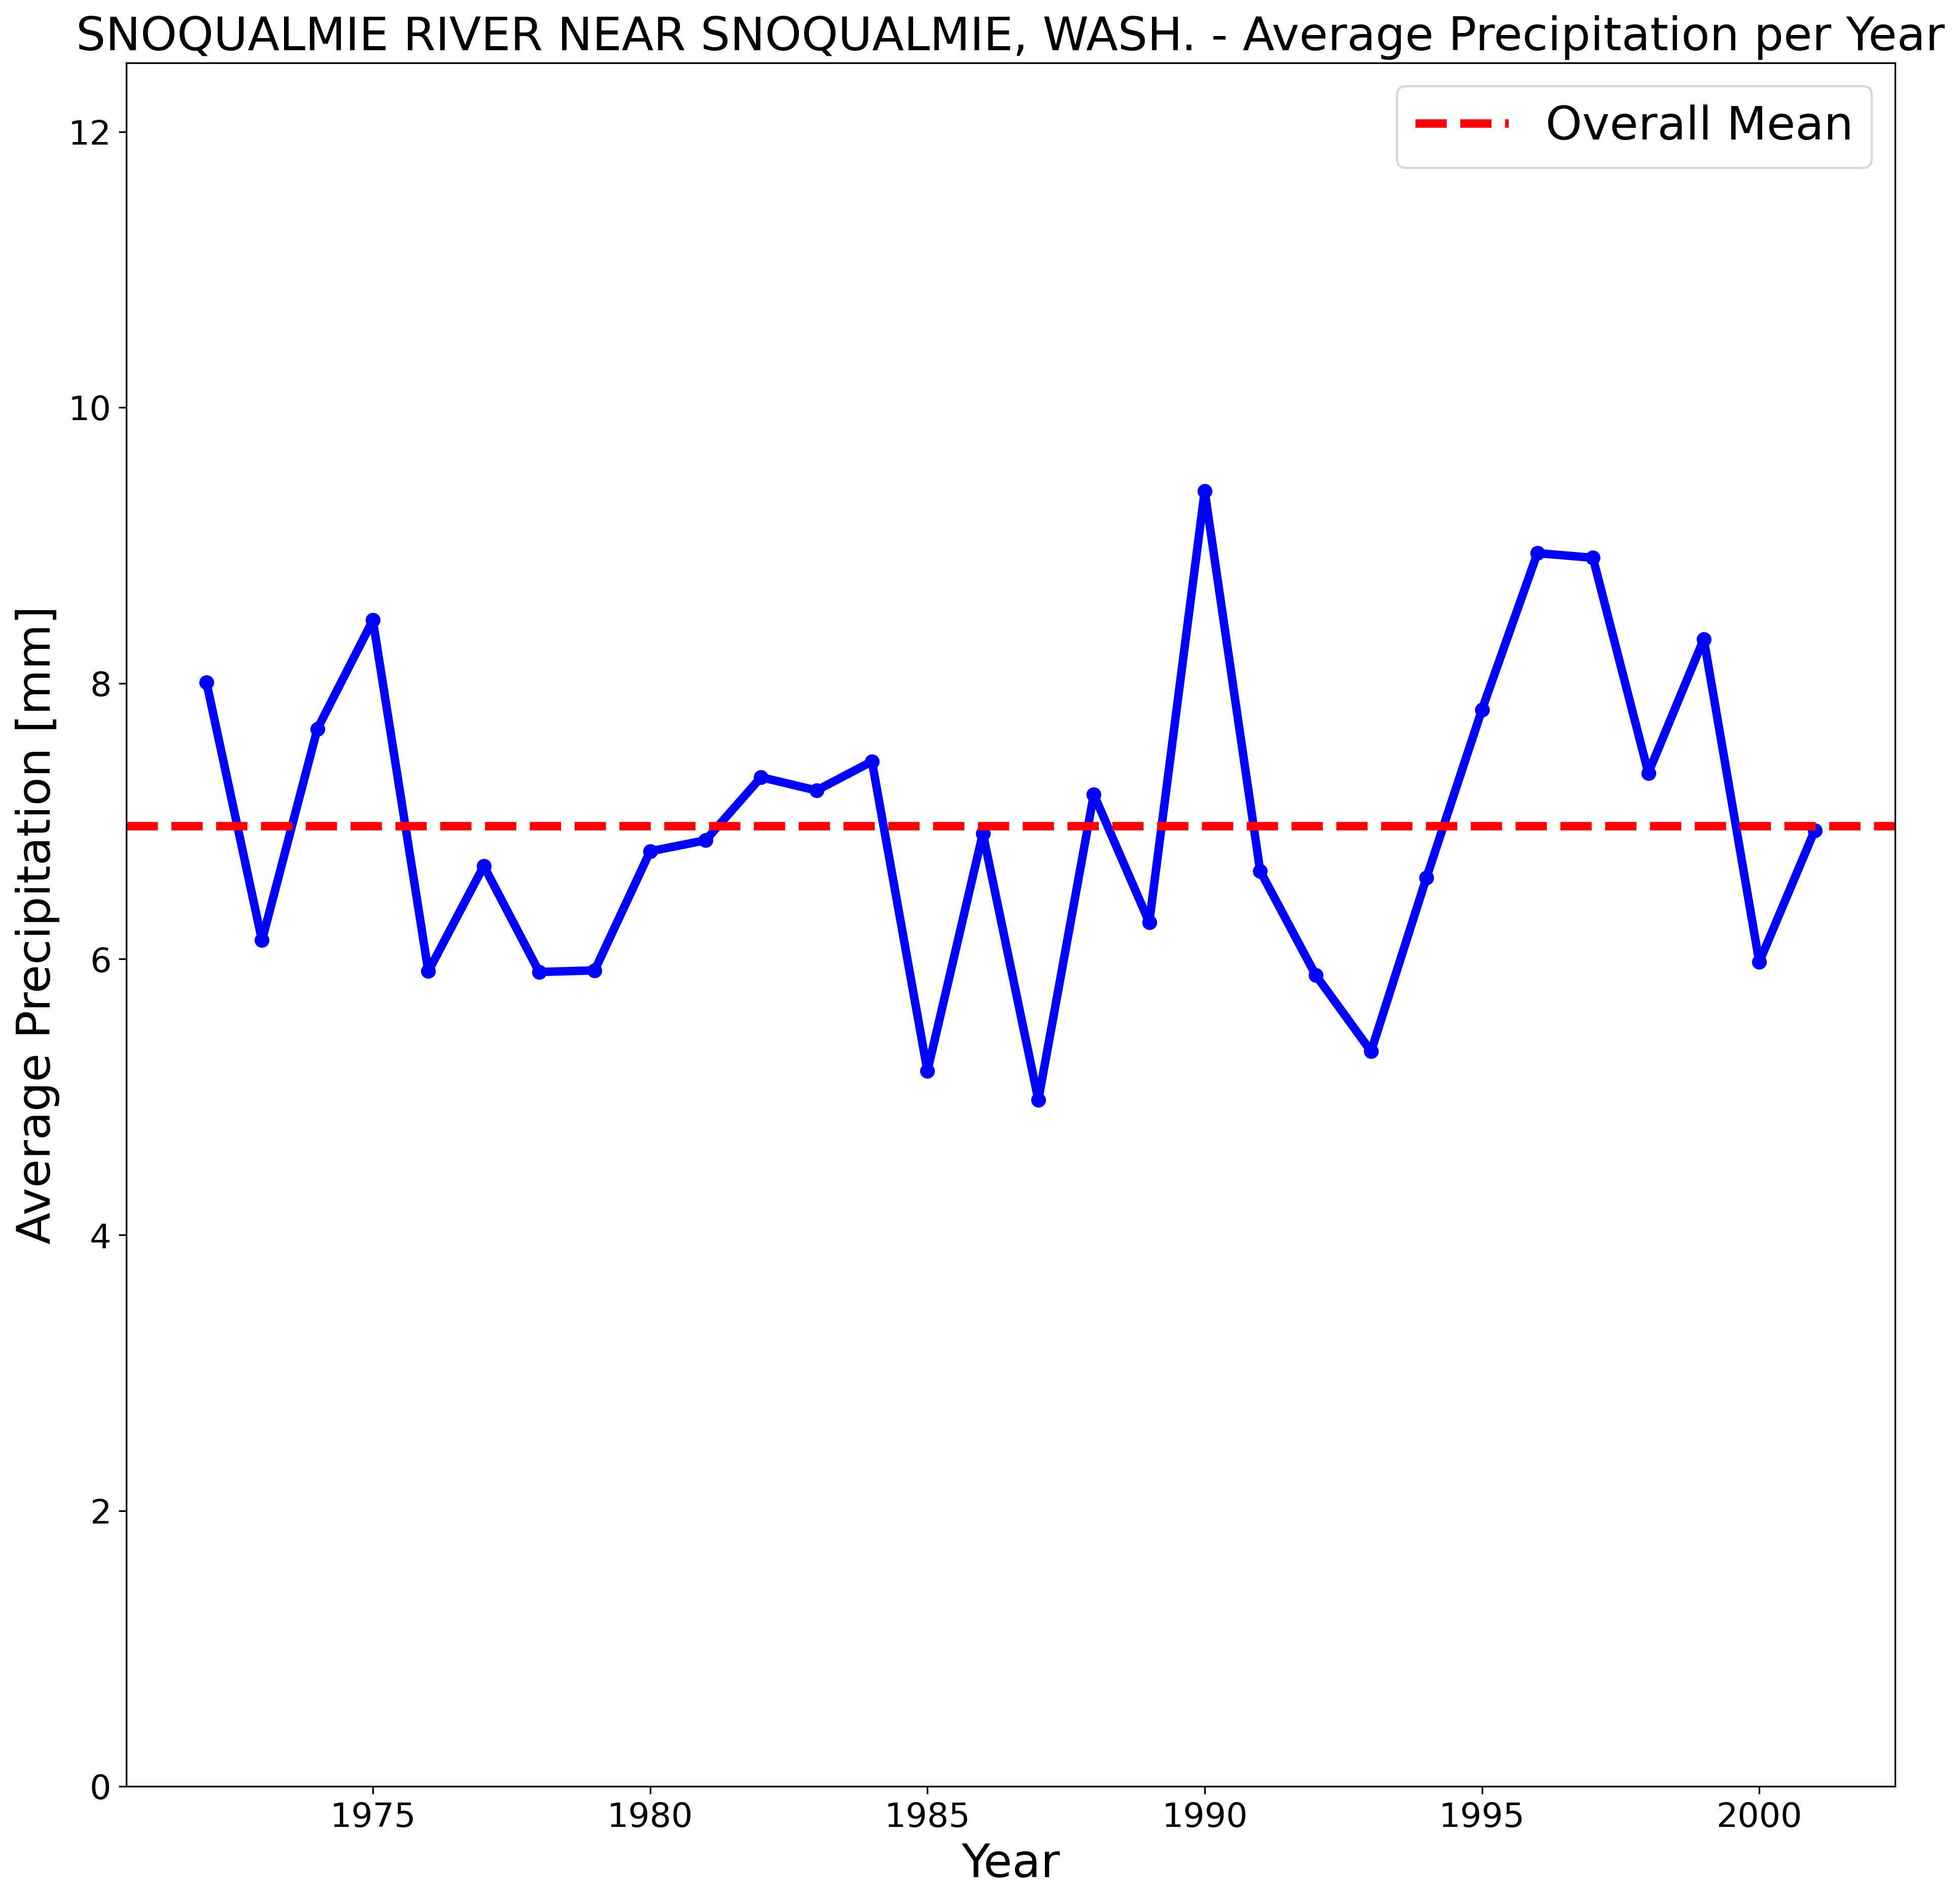 SNOQUALMIE RIVER NEAR SNOQUALMIE, WASH. - Average Precipitation per Year
Overall Mean
12
10
8
6
4
2
0
Average Precipitation [mm]
1975 1980 1985 1990 1995 2000
Year